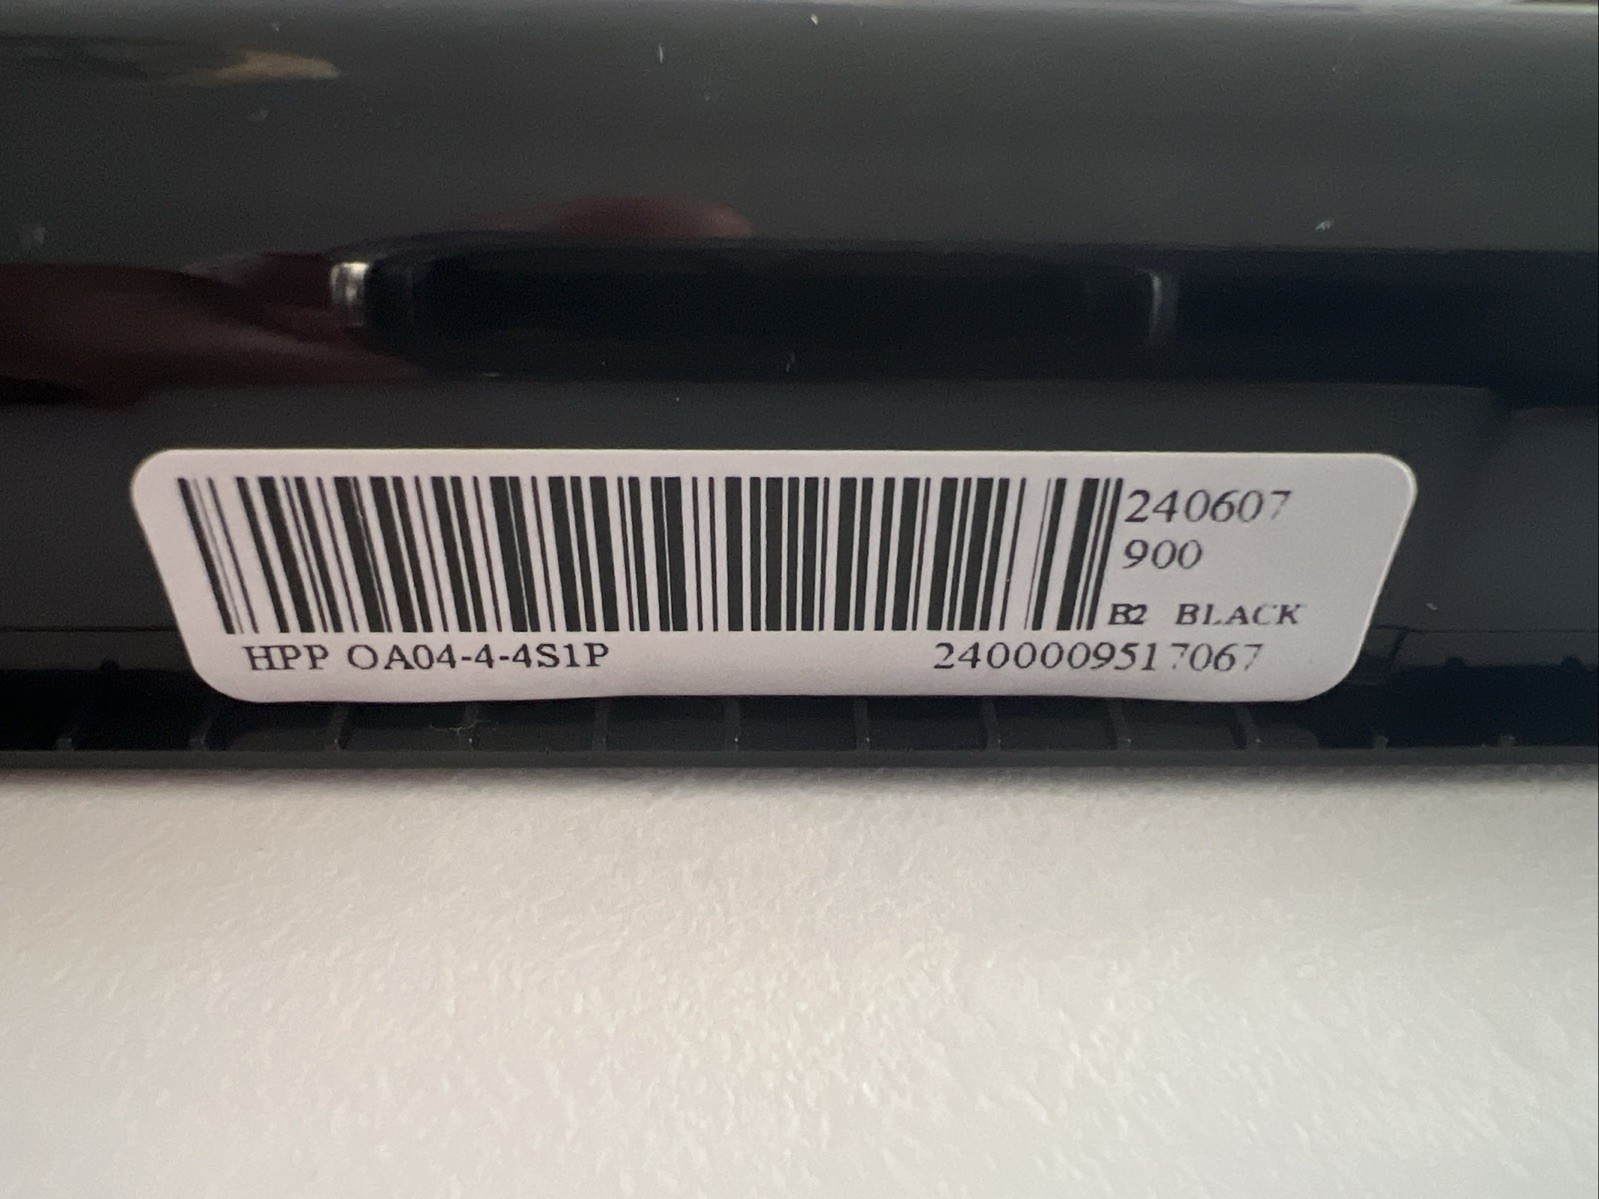 240607
900
B2 BLACK
HPP OA04-4-4S1P 2400009517067